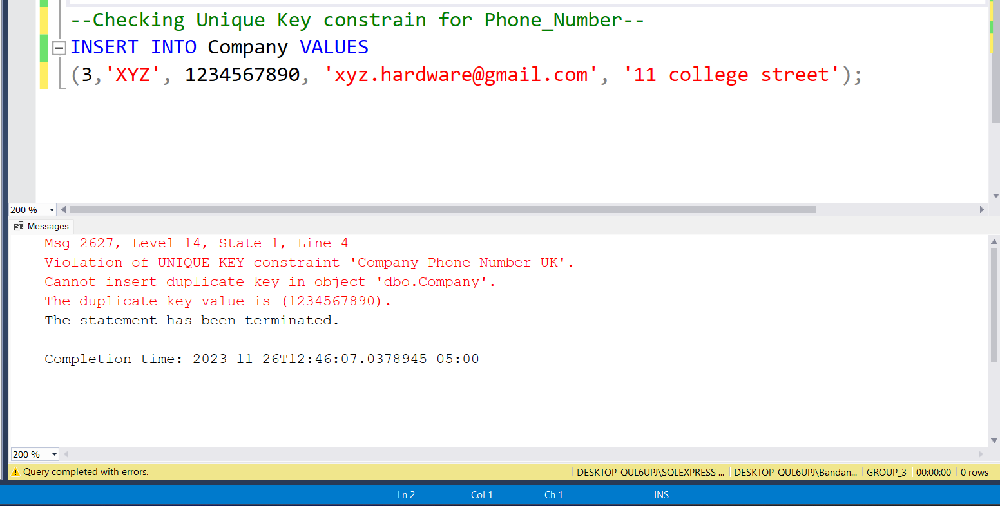 --Checking Unique Key constrain for Phone_Number--
INSERT INTO Company VALUES
(3,'XYZ', 1234567890, 'xyz.hardware@gmail.com', '11 college street');
200 %
Messages
Msg 2627, Level 14, State 1, Line 4
Violation of UNIQUE KEY constraint 'Company_Phone_Number_UK'.
Cannot insert duplicate key in object 'dbo.Company'.
The duplicate key value is (1234567890).
The statement has been terminated.
Completion time: 2023-11-26T12:46:07.0378945-05:00
200 %
Query completed with errors. DESKTOP-QUL6UPJ\SQLEXPRESS ... DESKTOP-QUL6UPJ\Bandan... GROUP_3 00:00:00 0 rows
Ln 2 Col 1 Ch 1 INS